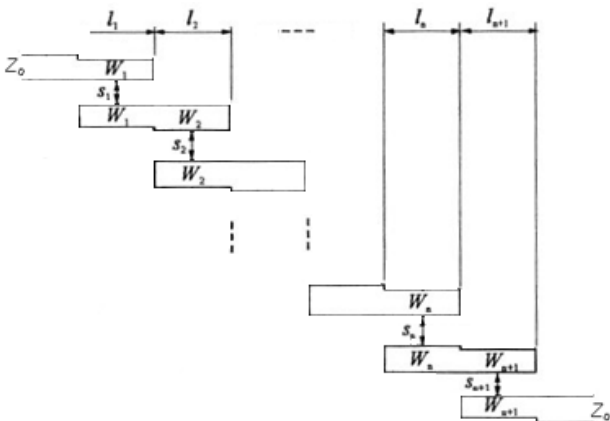 l₁ l₂ lₙ lₙ₊₁
Z₀ W₁
s₁
W₁ W₂
s₂
W₂
Wₙ
sₙ
Wₙ Wₙ₊₁
sₙ₊₁
Wₙ₊₁ Z₀